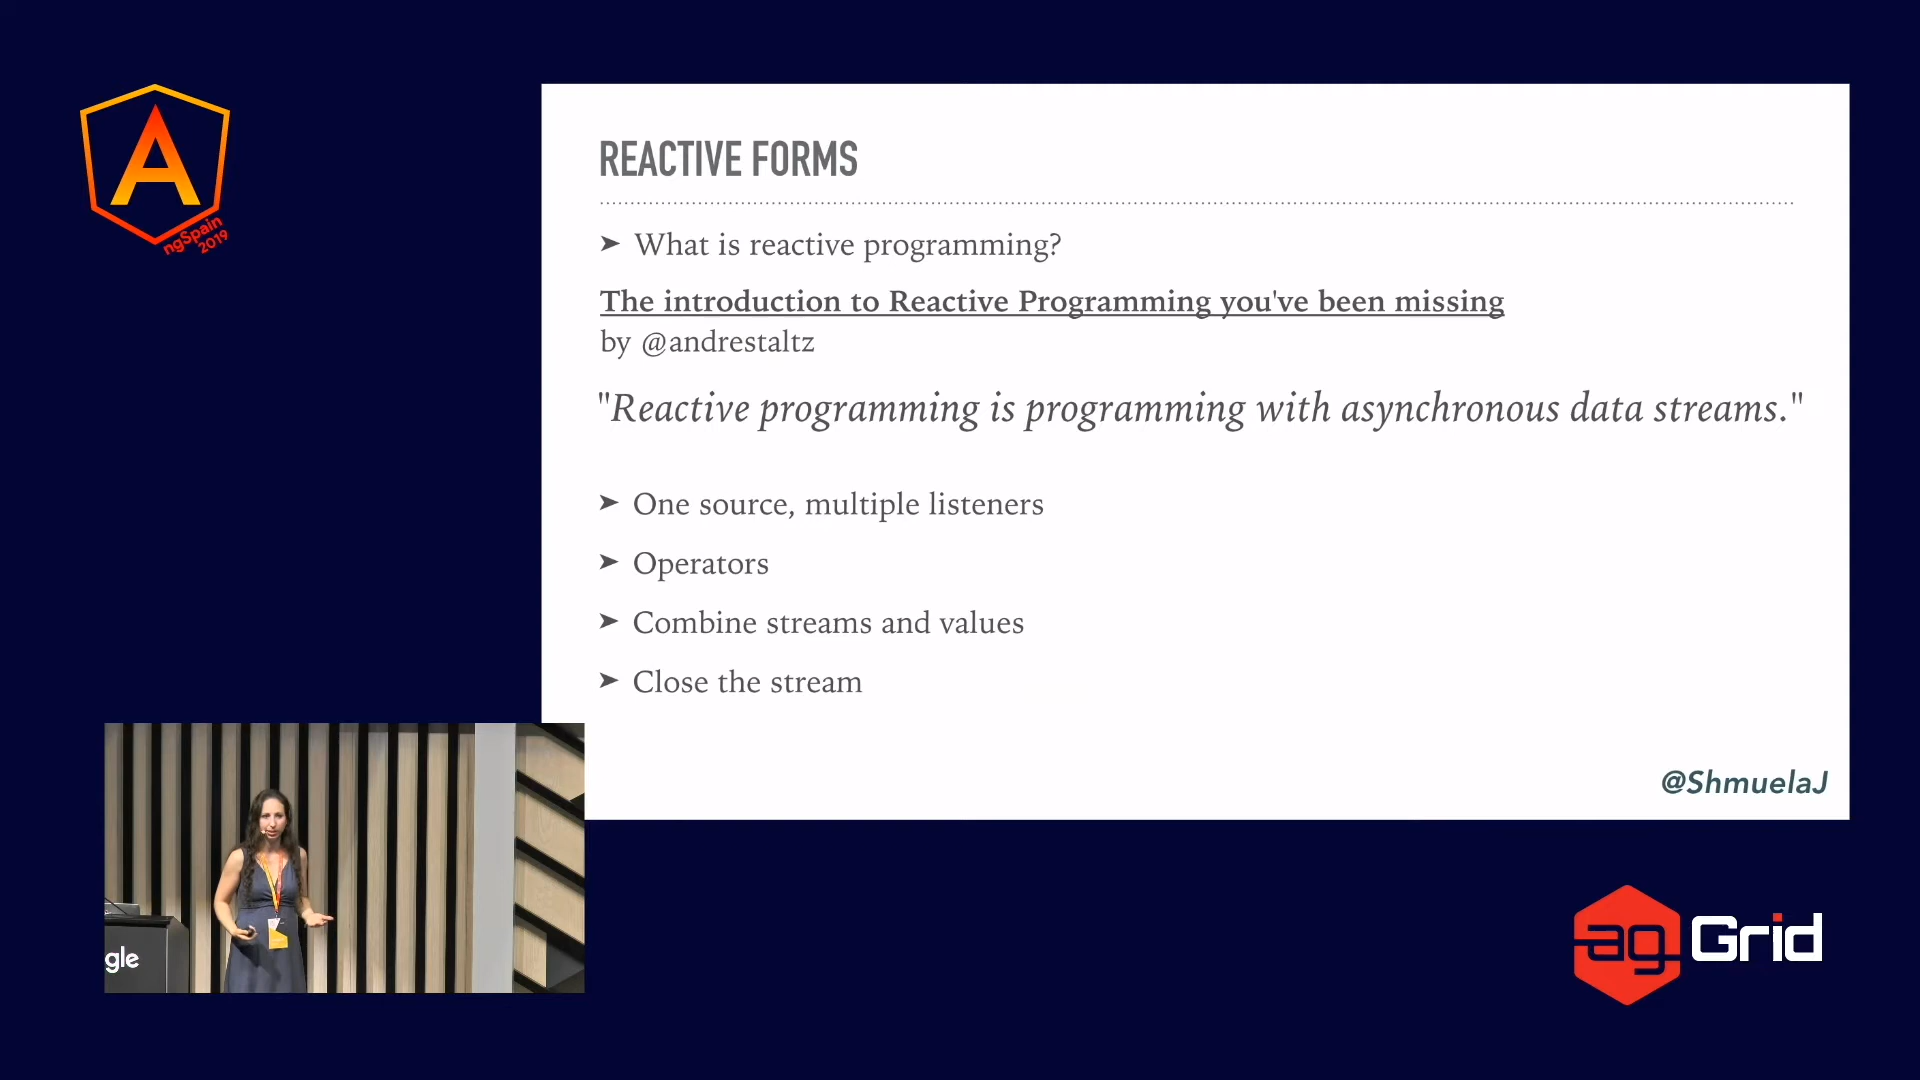 A
ngSpain
2019
REACTIVE FORMS
➤ What is reactive programming?
The introduction to Reactive Programming you've been missing
by @andrestaltz
"Reactive programming is programming with asynchronous data streams."
➤ One source, multiple listeners
➤ Operators
➤ Combine streams and values
➤ Close the stream
@ShmuelaJ
gle
ag Grid